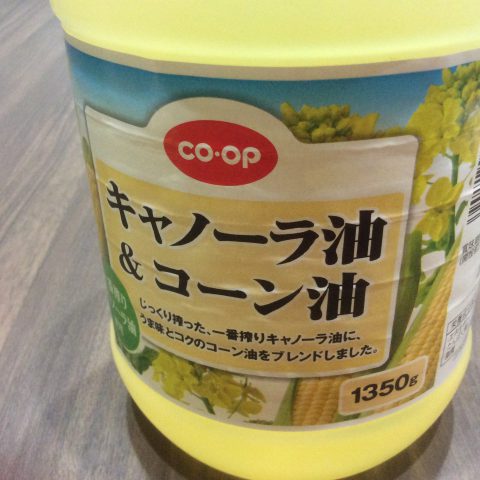 CO・OP
キャノーラ油
&コーン油
じっくり搾った、一番搾りキャノーラ油に、
うま味とコクのコーン油をブレンドしました。
1350g